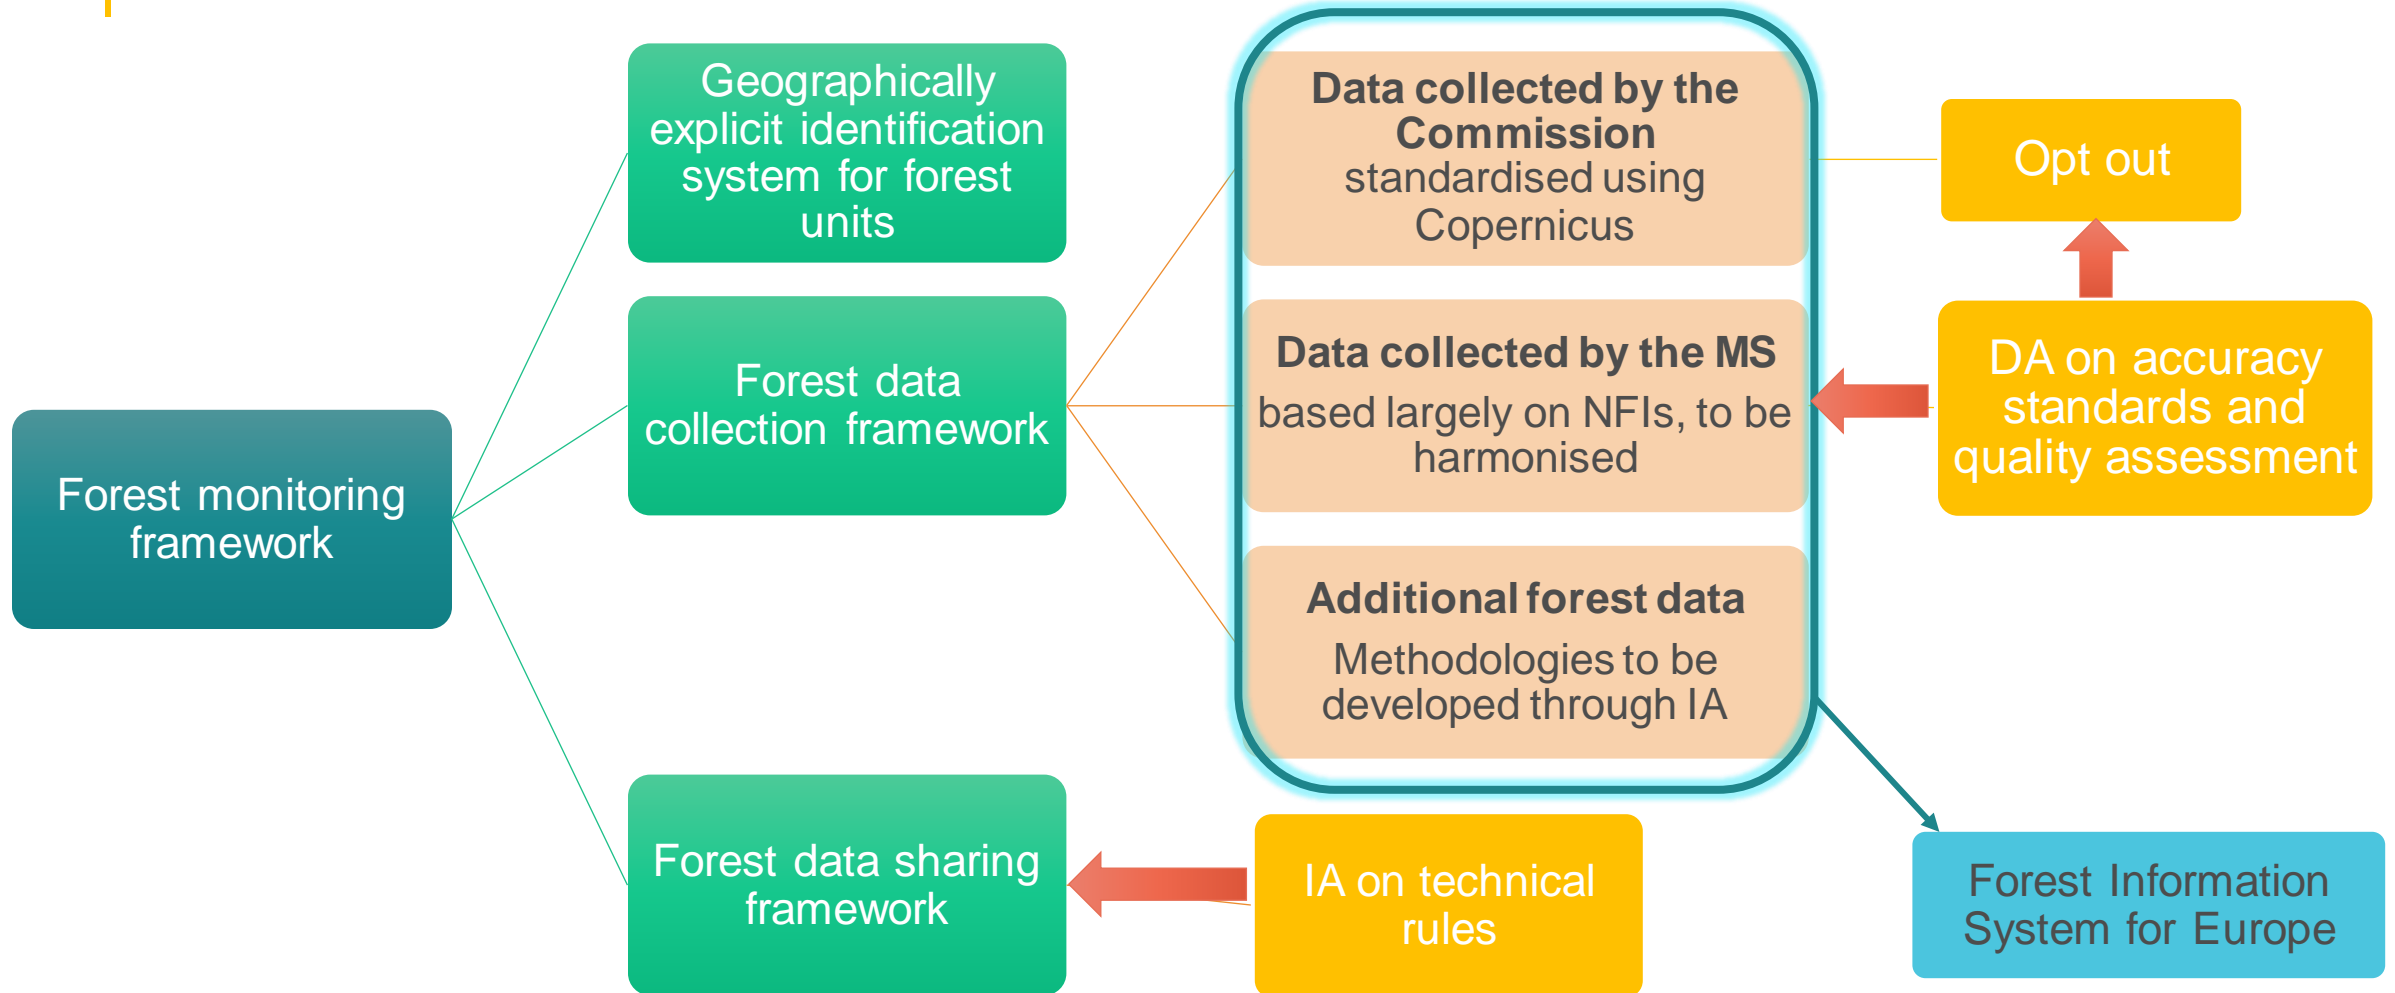 Forest monitoring
framework
Geographically
explicit identification
system for forest
units
Forest data
collection framework
Forest data sharing
framework
Data collected by the
Commission
standardised using
Copernicus
Data collected by the MS
based largely on NFIs, to be
harmonised
Additional forest data
Methodologies to be
developed through IA
IA on technical
rules
Opt out
DA on accuracy
standards and
quality assessment
Forest Information
System for Europe